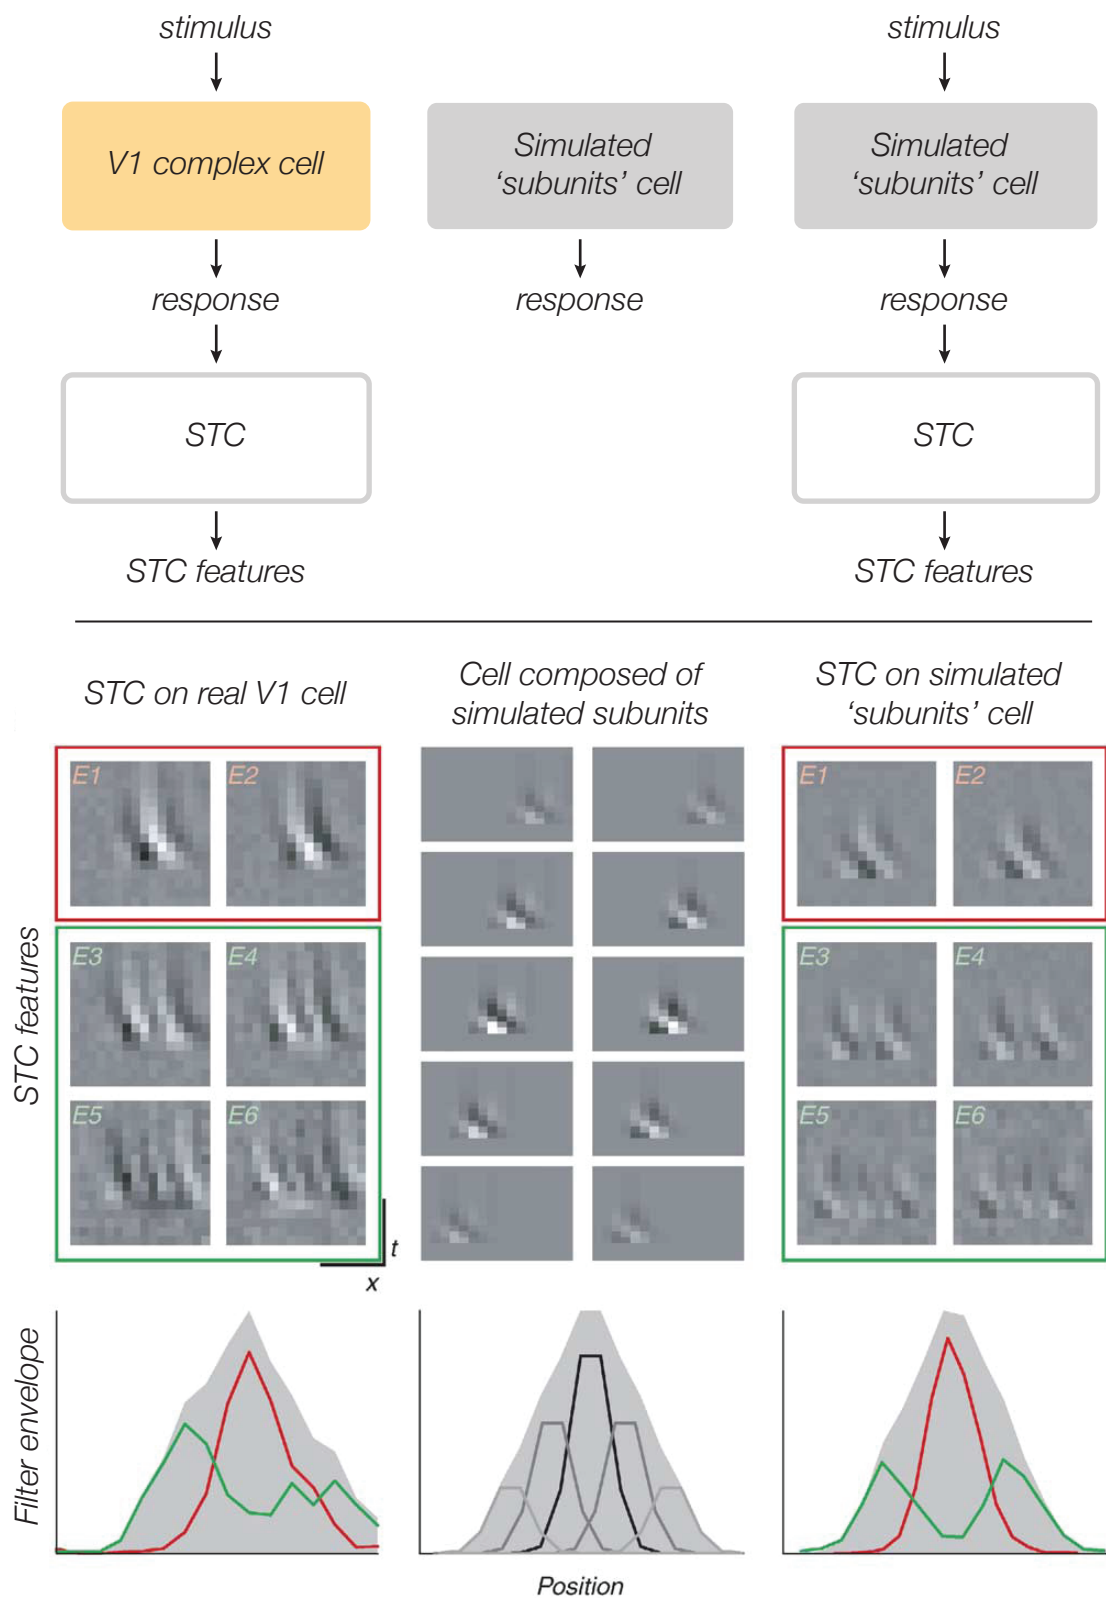 stimulus
stimulus
V1 complex cell
Simulated
'subunits' cell
Simulated
'subunits' cell
response
response
response
STC
STC
STC features
STC features
STC on real V1 cell
Cell composed of
simulated subunits
STC on simulated
'subunits' cell
STC features
E1
E2
E1
E2
E3
E4
E3
E4
E5
E6
E5
E6
t
x
Filter envelope
Position